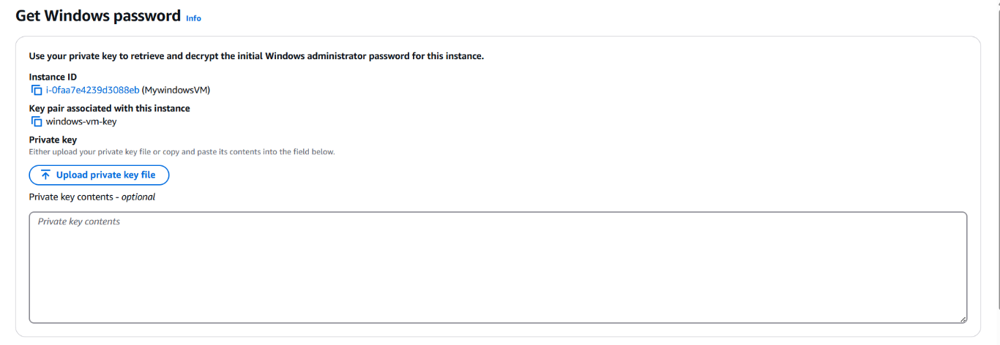 Get Windows password Info
Use your private key to retrieve and decrypt the initial Windows administrator password for this instance.
Instance ID
i-0faa7e4239d3088eb (MywindowsVM)
Key pair associated with this instance
windows-vm-key
Private key
Either upload your private key file or copy and paste its contents into the field below.
Upload private key file
Private key contents - optional
Private key contents